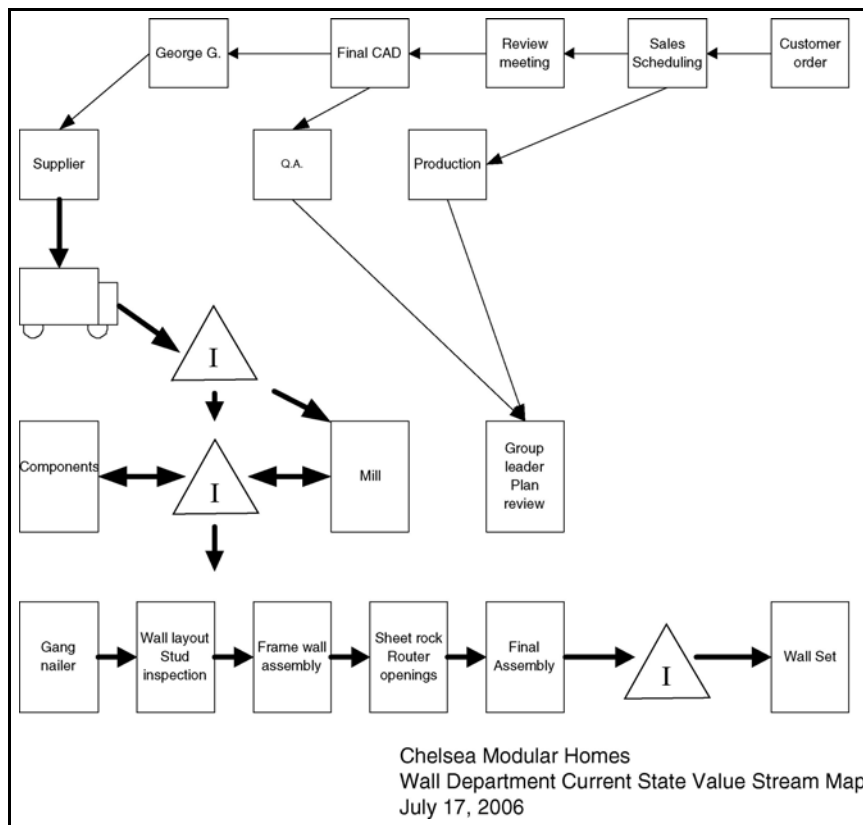 George G.
Final CAD
Review
meeting
Sales
Scheduling
Customer
order
Supplier
Q.A.
Production
I
Components
I
Mill
Group
leader
Plan
review
Gang
nailer
Wall layout
Stud
inspection
Frame wall
assembly
Sheet rock
Router
openings
Final
Assembly
I
Wall Set
Chelsea Modular Homes
Wall Department Current State Value Stream Map
July 17, 2006